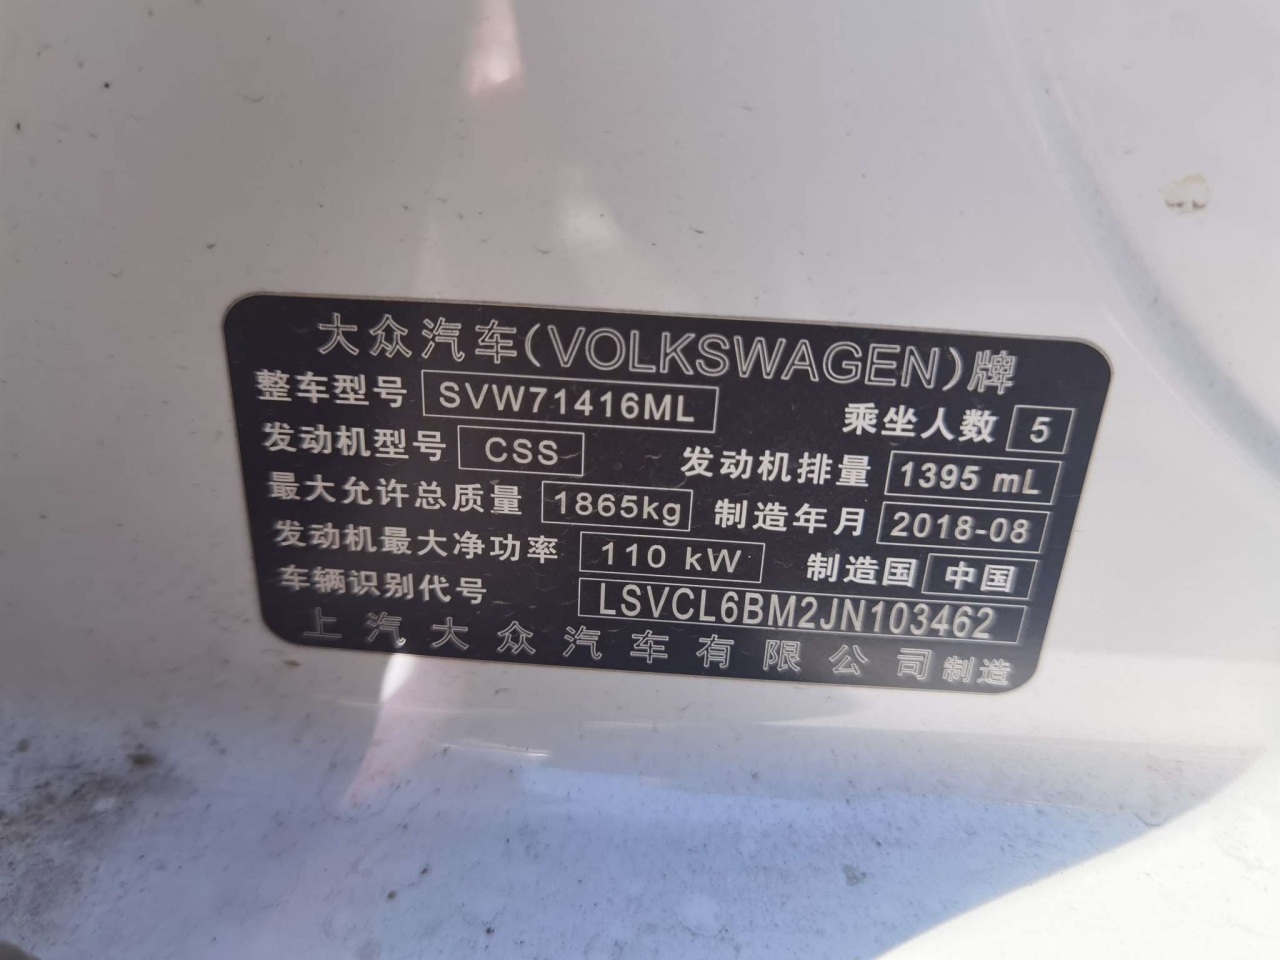 大众汽车(VOLKSWAGEN)牌
整车型号 SVW71416ML 乘坐人数 5
发动机型号 CSS 发动机排量 1395 mL
最大允许总质量 1865kg 制造年月 2018-08
发动机最大净功率 110 kW 制造国 中国
车辆识别代号 LSVCL6BM2JN103462
上汽大众汽车有限公司制造